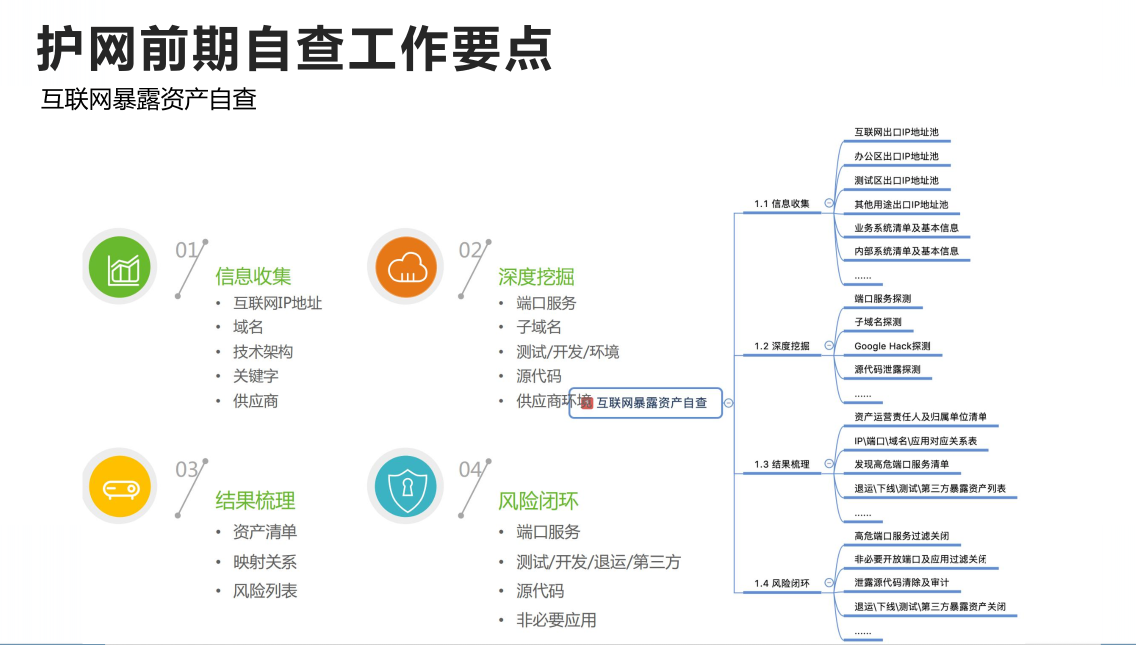 护网前期自查工作要点
互联网暴露资产自查
01
信息收集
• 互联网IP地址
• 域名
• 技术架构
• 关键字
• 供应商
02
深度挖掘
• 端口服务
• 子域名
• 测试/开发/环境
• 源代码
• 供应商环境
03
结果梳理
• 资产清单
• 映射关系
• 风险列表
04
风险闭环
• 端口服务
• 测试/开发/退运/第三方
• 源代码
• 非必要应用
互联网暴露资产自查
1.1 信息收集
互联网出口IP地址池
办公区出口IP地址池
测试区出口IP地址池
其他用途出口IP地址池
业务系统清单及基本信息
内部系统清单及基本信息
......
1.2 深度挖掘
端口服务探测
子域名探测
Google Hack探测
源代码泄露探测
......
1.3 结果梳理
资产运营责任人及归属单位清单
IP\端口\域名\应用对应关系表
发现高危端口服务清单
退运\下线\测试\第三方暴露资产列表
......
1.4 风险闭环
高危端口服务过滤关闭
非必要开放端口及应用过滤关闭
泄露源代码清除及审计
退运\下线\测试\第三方暴露资产关闭
......